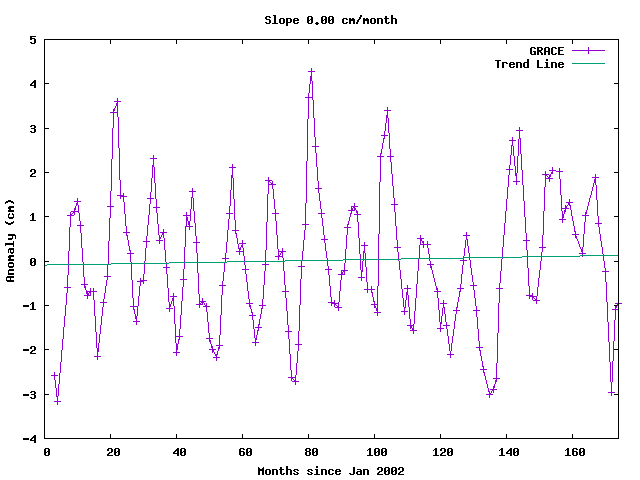 Slope 0.00 cm/month
5
4
3
2
1
0
-1
-2
-3
-4
Anomaly (cm)
GRACE
Trend Line
0 20 40 60 80 100 120 140 160
Months since Jan 2002